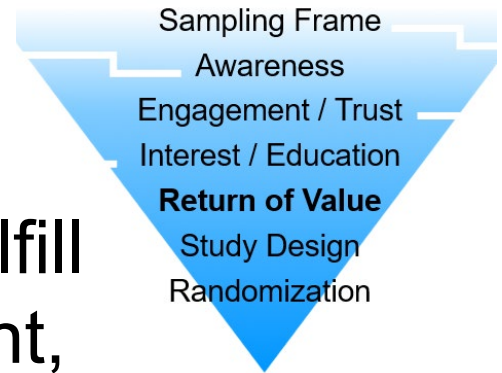 Sampling Frame
Awareness
Engagement / Trust
Interest / Education
Return of Value
Study Design
Randomization